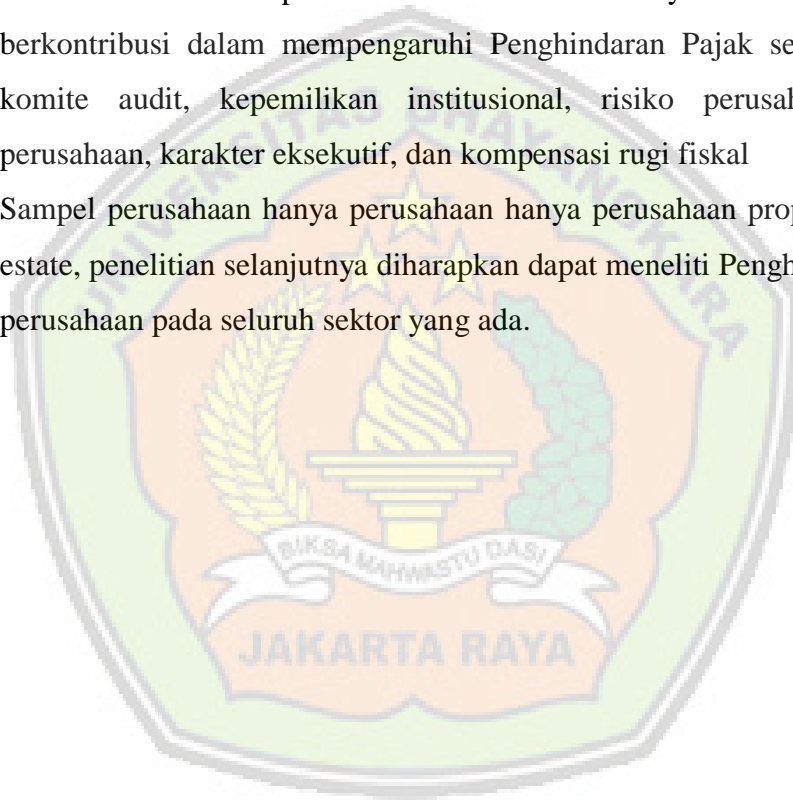 berkontribusi dalam mempengaruhi Penghindaran Pajak se
komite audit, kepemilikan institusional, risiko perusah
perusahaan, karakter eksekutif, dan kompensasi rugi fiskal
Sampel perusahaan hanya perusahaan hanya perusahaan prop
estate, penelitian selanjutnya diharapkan dapat meneliti Pengh
perusahaan pada seluruh sektor yang ada.
UNIVERSITAS BHAYANGKARA
BIKSA MAHWASTU DASI
JAKARTA RAYA